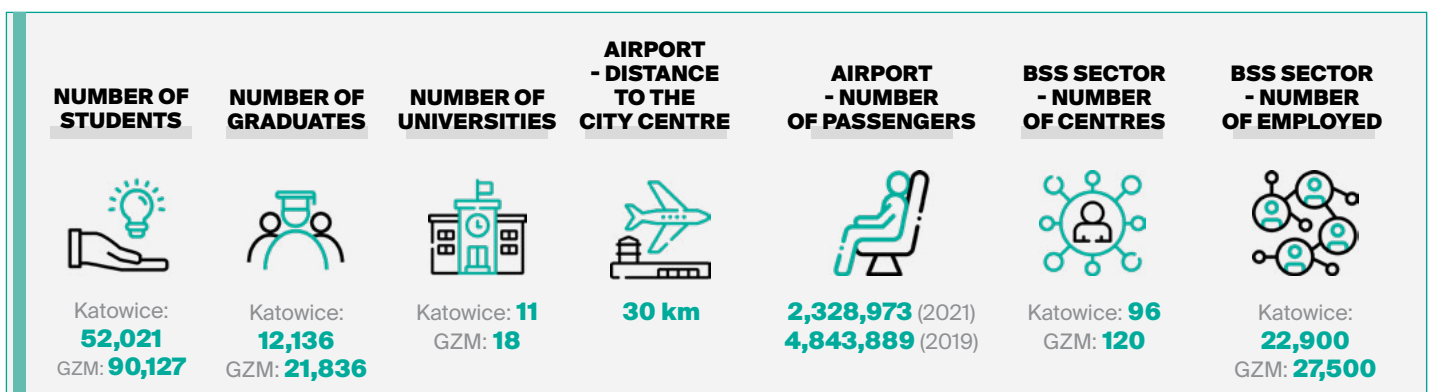 NUMBER OF
STUDENTS
Katowice:
52,021
GZM: 90,127
NUMBER OF
GRADUATES
Katowice:
12,136
GZM: 21,836
NUMBER OF
UNIVERSITIES
Katowice: 11
GZM: 18
AIRPORT
- DISTANCE
TO THE
CITY CENTRE
30 km
AIRPORT
- NUMBER
OF PASSENGERS
2,328,973 (2021)
4,843,889 (2019)
BSS SECTOR
- NUMBER
OF CENTRES
Katowice: 96
GZM: 120
BSS SECTOR
- NUMBER
OF EMPLOYED
Katowice:
22,900
GZM: 27,500